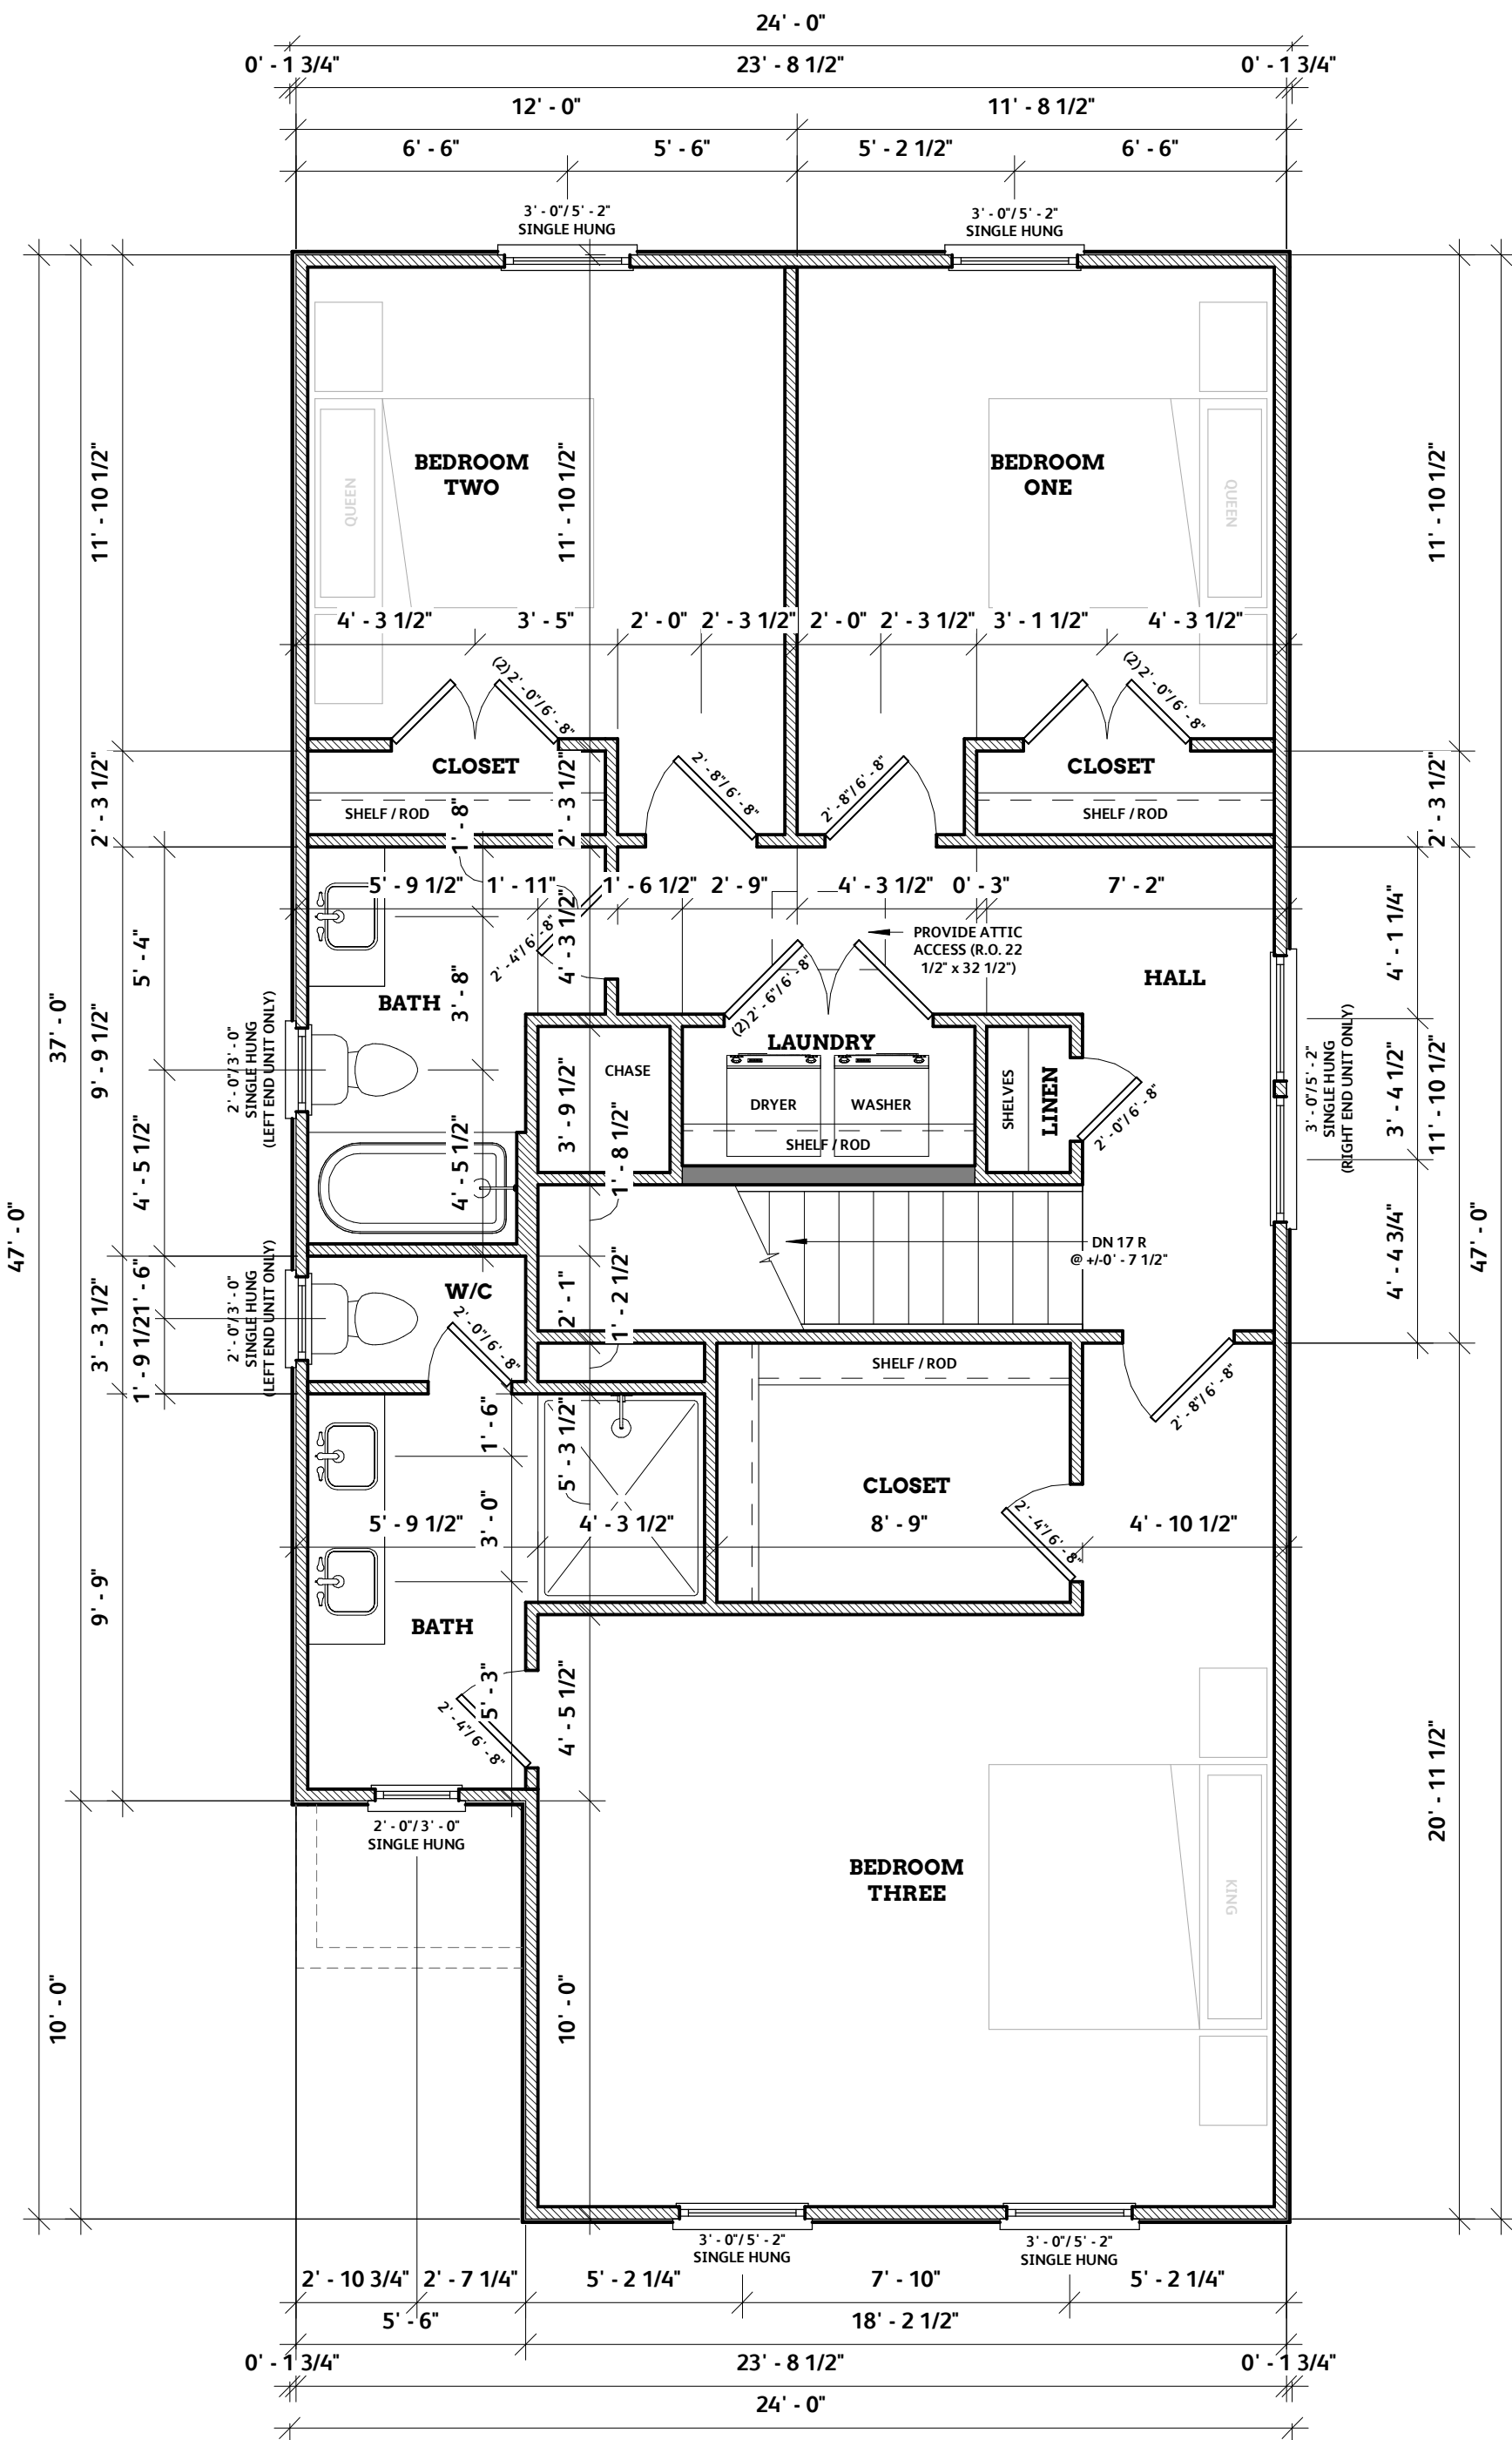 24' - 0"
0' - 1 3/4"
23' - 8 1/2"
0' - 1 3/4"
12' - 0"
11' - 8 1/2"
6' - 6"
5' - 6"
5' - 2 1/2"
6' - 6"
3' - 0"/ 5' - 2"
SINGLE HUNG
3' - 0"/ 5' - 2"
SINGLE HUNG
11' - 10 1/2"
BEDROOM
TWO
11' - 10 1/2"
BEDROOM
ONE
11' - 10 1/2"
QUEEN
QUEEN
4' - 3 1/2"
3' - 5"
2' - 0"
2' - 3 1/2"
2' - 0"
2' - 3 1/2"
3' - 1 1/2"
4' - 3 1/2"
(2) 2' - 0"/ 6' - 8"
(2) 2' - 0"/ 6' - 8"
2' - 3 1/2"
CLOSET
2' - 3 1/2"
2' - 8"/ 6' - 8"
2' - 8"/ 6' - 8"
CLOSET
2' - 3 1/2"
SHELF / ROD
1' - 8"
SHELF / ROD
5' - 9 1/2"
1' - 11"
1' - 6 1/2"
2' - 9"
4' - 3 1/2"
0' - 3"
7' - 2"
5' - 4"
2' - 4"/ 6' - 8"
4' - 3 1/2"
PROVIDE ATTIC
ACCESS (R.O. 22
1/2" x 32 1/2")
4' - 1 1/4"
BATH
3' - 8"
(2) 2' - 6"/ 6' - 8"
HALL
37' - 0"
9' - 9 1/2"
2' - 0"/ 3' - 0"
SINGLE HUNG
(LEFT END UNIT ONLY)
LAUNDRY
CHASE
3' - 9 1/2"
DRYER
WASHER
SHELF / ROD
SHELVES
LINEN
2' - 0"/ 6' - 8"
3' - 0"/ 5' - 2"
SINGLE HUNG
(RIGHT END UNIT ONLY)
3' - 4 1/2"
11' - 10 1/2"
4' - 5 1/2"
4' - 5 1/2"
1' - 8 1/2"
47' - 0"
DN 17 R
@ +/-0' - 7 1/2"
4' - 4 3/4"
47' - 0"
3' - 3 1/2"
1' - 6"
1' - 9 1/2"
2' - 0"/ 3' - 0"
SINGLE HUNG
(LEFT END UNIT ONLY)
W/C
2' - 0"/ 6' - 8"
2' - 1"
1' - 2 1/2"
SHELF / ROD
2' - 8"/ 6' - 8"
1' - 6"
5' - 3 1/2"
CLOSET
5' - 9 1/2"
3' - 0"
4' - 3 1/2"
8' - 9"
2' - 4"/ 6' - 8"
4' - 10 1/2"
9' - 9"
BATH
5' - 3"
2' - 4"/ 6' - 8"
4' - 5 1/2"
20' - 11 1/2"
2' - 0"/ 3' - 0"
SINGLE HUNG
BEDROOM
THREE
KING
10' - 0"
10' - 0"
3' - 0"/ 5' - 2"
SINGLE HUNG
3' - 0"/ 5' - 2"
SINGLE HUNG
2' - 10 3/4"
2' - 7 1/4"
5' - 2 1/4"
7' - 10"
5' - 2 1/4"
5' - 6"
18' - 2 1/2"
0' - 1 3/4"
23' - 8 1/2"
0' - 1 3/4"
24' - 0"